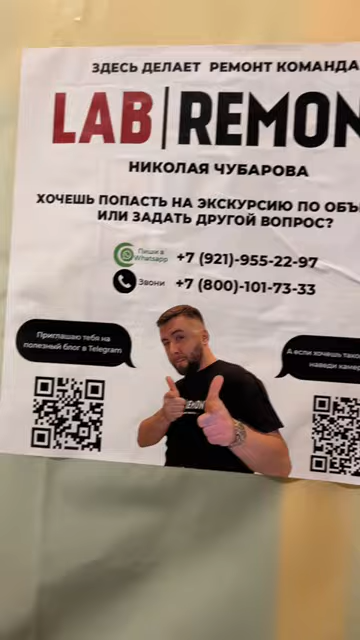 ЗДЕСЬ ДЕЛАЕТ РЕМОНТ КОМАНДА
LAB|REMON
НИКОЛАЯ ЧУБАРОВА
ХОЧЕШЬ ПОПАСТЬ НА ЭКСКУРСИЮ ПО ОБЪ
ИЛИ ЗАДАТЬ ДРУГОЙ ВОПРОС?
Пиши в
Whatsapp
+7 (921)-955-22-97
Звони
+7 (800)-101-73-33
Приглашаю тебя на
полезный блог в Telegram
А если хочешь тако
наведи каме